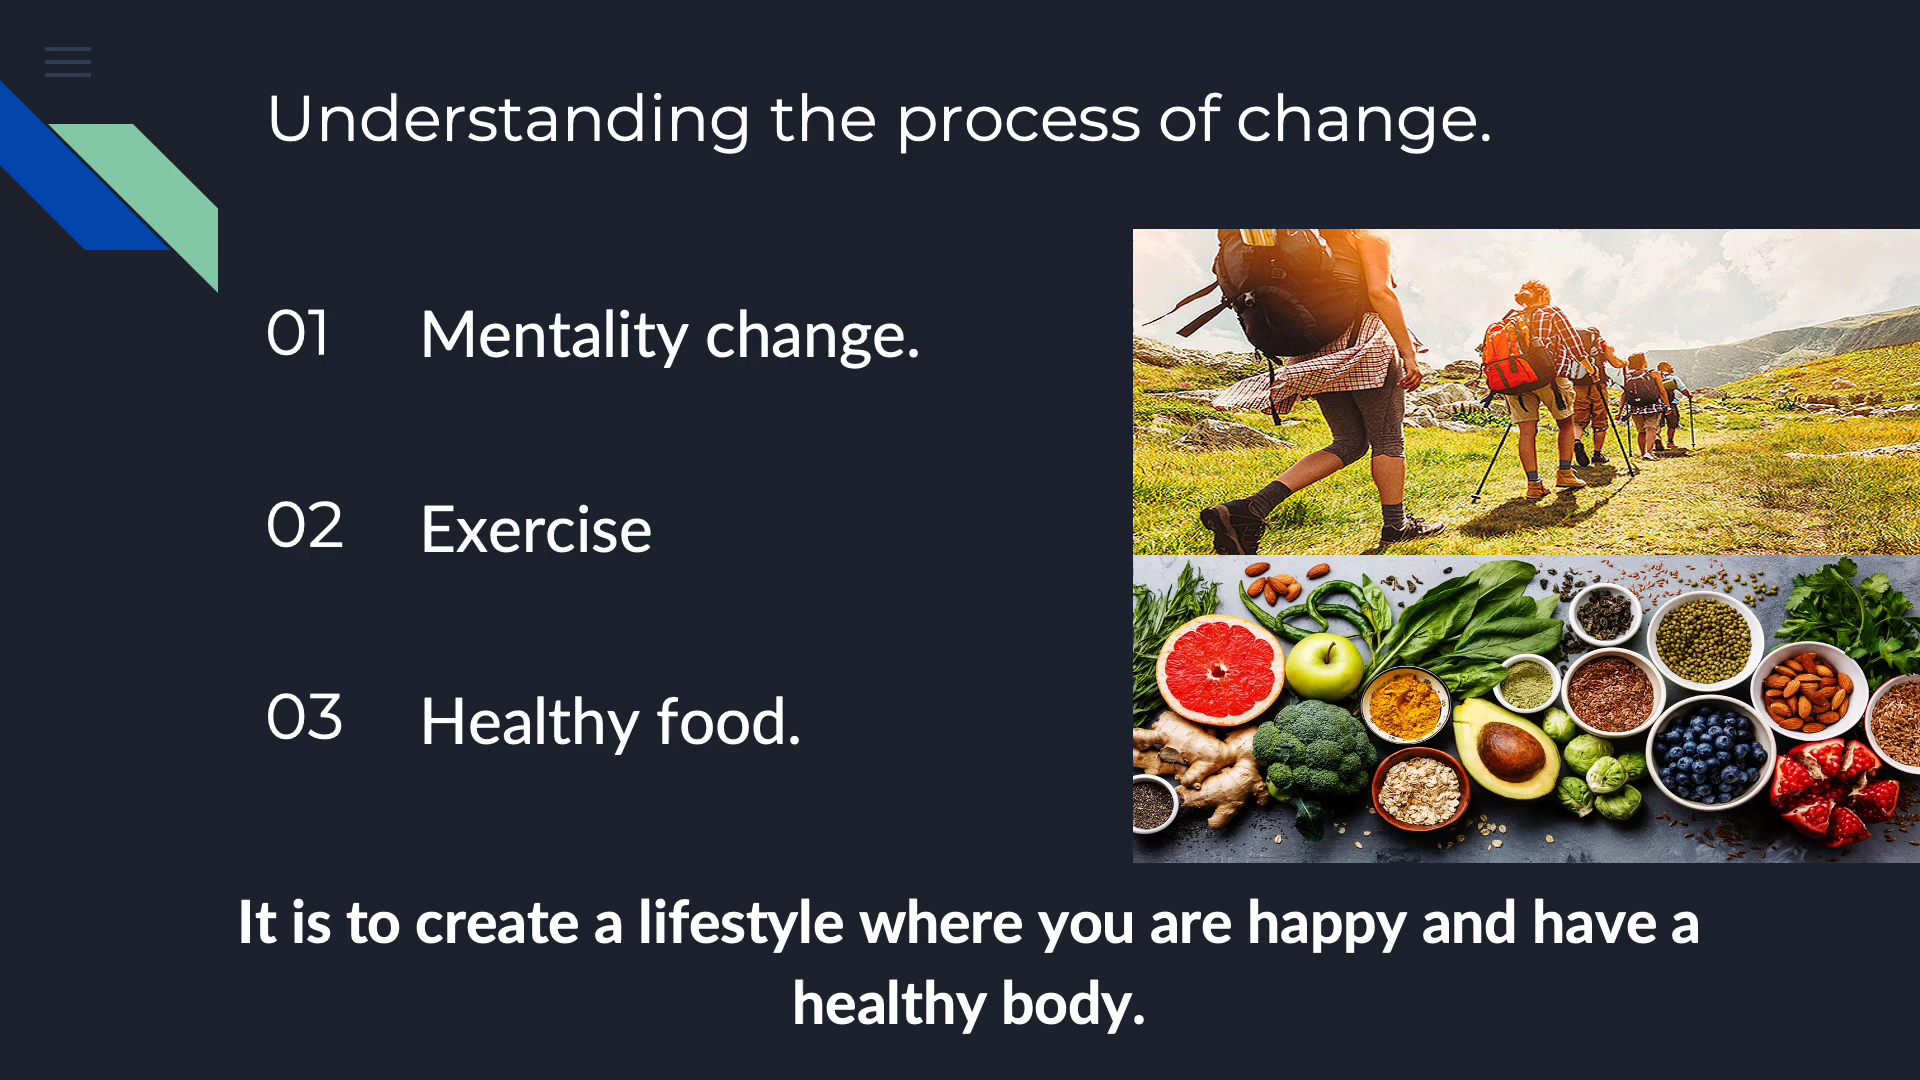 Understanding the process of change.
01 Mentality change.
02 Exercise
03 Healthy food.
It is to create a lifestyle where you are happy and have a
healthy body.